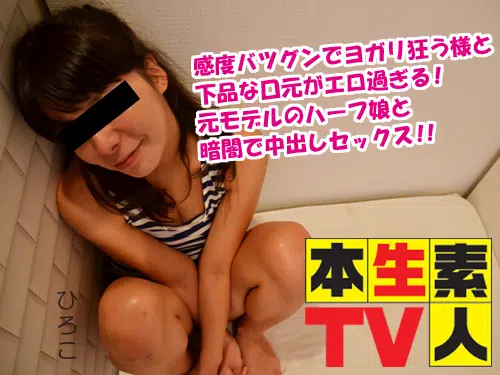 感度バツグンでヨガリ狂う様と
下品な口元がエロ過ぎる!
元モデルのハーフ娘と
暗闇で中出しセックス!!
ひろこ
本生素人
TV